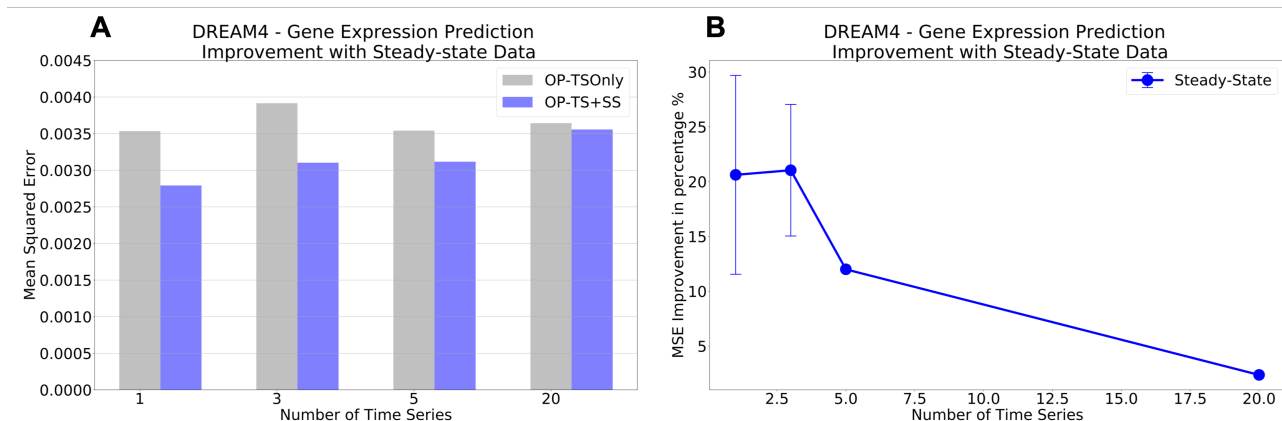 A
DREAM4 - Gene Expression Prediction
Improvement with Steady-state Data
0.0045
0.0040
0.0035
0.0030
0.0025
0.0020
0.0015
0.0010
0.0005
0.0000
Mean Squared Error
OP-TSOnly
OP-TS+SS
1
3
5
20
Number of Time Series
B
DREAM4 - Gene Expression Prediction
Improvement with Steady-State Data
30
25
20
15
10
5
MSE Improvement in percentage %
Steady-State
2.5
5.0
7.5
10.0
12.5
15.0
17.5
20.0
Number of Time Series